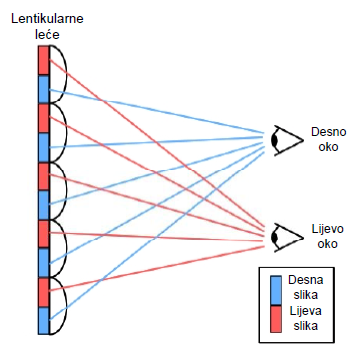 Lentikularne
leće
Desno
oko
Lijevo
oko
Desna
slika
Lijeva
slika